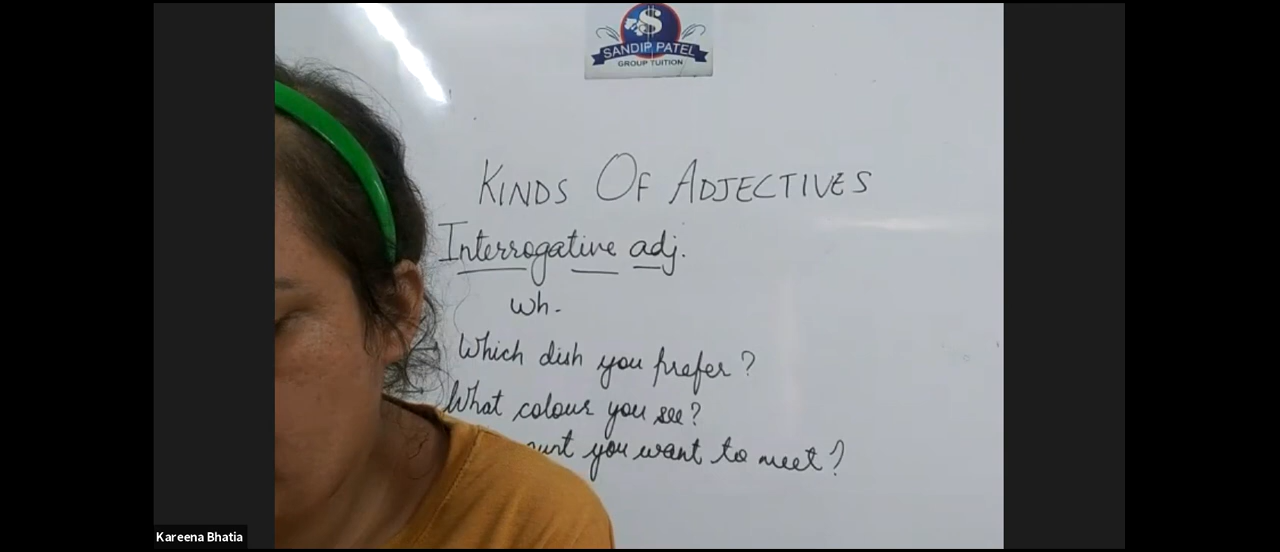 SANDIP PATEL
GROUP TUITION
KINDS OF ADJECTIVES
Interrogative adj.
Wh-
Which dish you prefer?
What colour you see?
you want to meet?
Kareena Bhatia